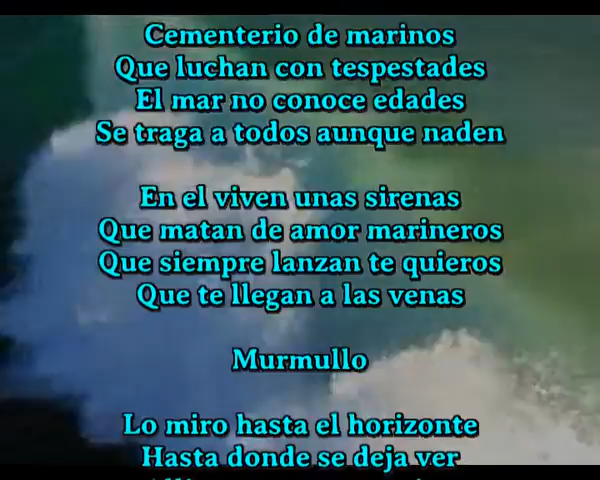 Cementerio de marinos
Que luchan con tespestades
El mar no conoce edades
Se traga a todos aunque naden
En el viven unas sirenas
Que matan de amor marineros
Que siempre lanzan te quieros
Que te llegan a las venas
Murmullo
Lo miro hasta el horizonte
Hasta donde se deja ver